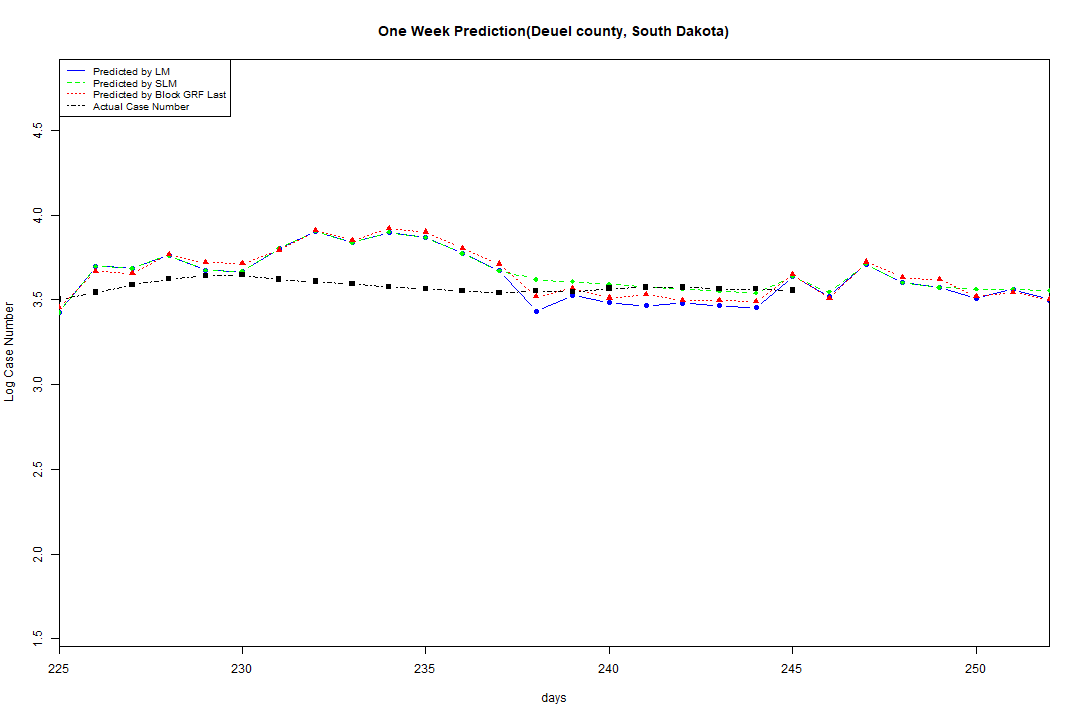 One Week Prediction(Deuel county, South Dakota)
Predicted by LM
Predicted by SLM
Predicted by Block GRF Last
Actual Case Number
4.5
4.0
3.5
3.0
2.5
2.0
1.5
Log Case Number
225 230 235 240 245 250
days